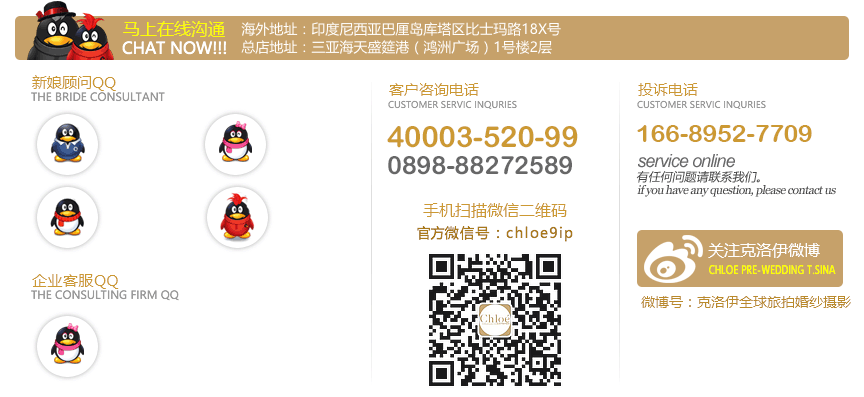 马上在线沟通
CHAT NOW!!!
海外地址：印度尼西亚巴厘岛库塔区比士玛路18X号
总店地址：三亚海天盛筵港（鸿洲广场）1号楼2层
新娘顾问QQ
THE BRIDE CONSULTANT
企业客服QQ
THE CONSULTING FIRM QQ
客户咨询电话
CUSTOMER SERVIC INQURIES
40003-520-99
0898-88272589
手机扫描微信二维码
官方微信号：chloe9ip
Chloe
投诉电话
CUSTOMER SERVIC INQURIES
166-8952-7709
service online
有任何问题请联系我们。
if you have any question, please contact us
关注克洛伊微博
CHLOE PRE-WEDDING T.SINA
微博号：克洛伊全球旅拍婚纱摄影